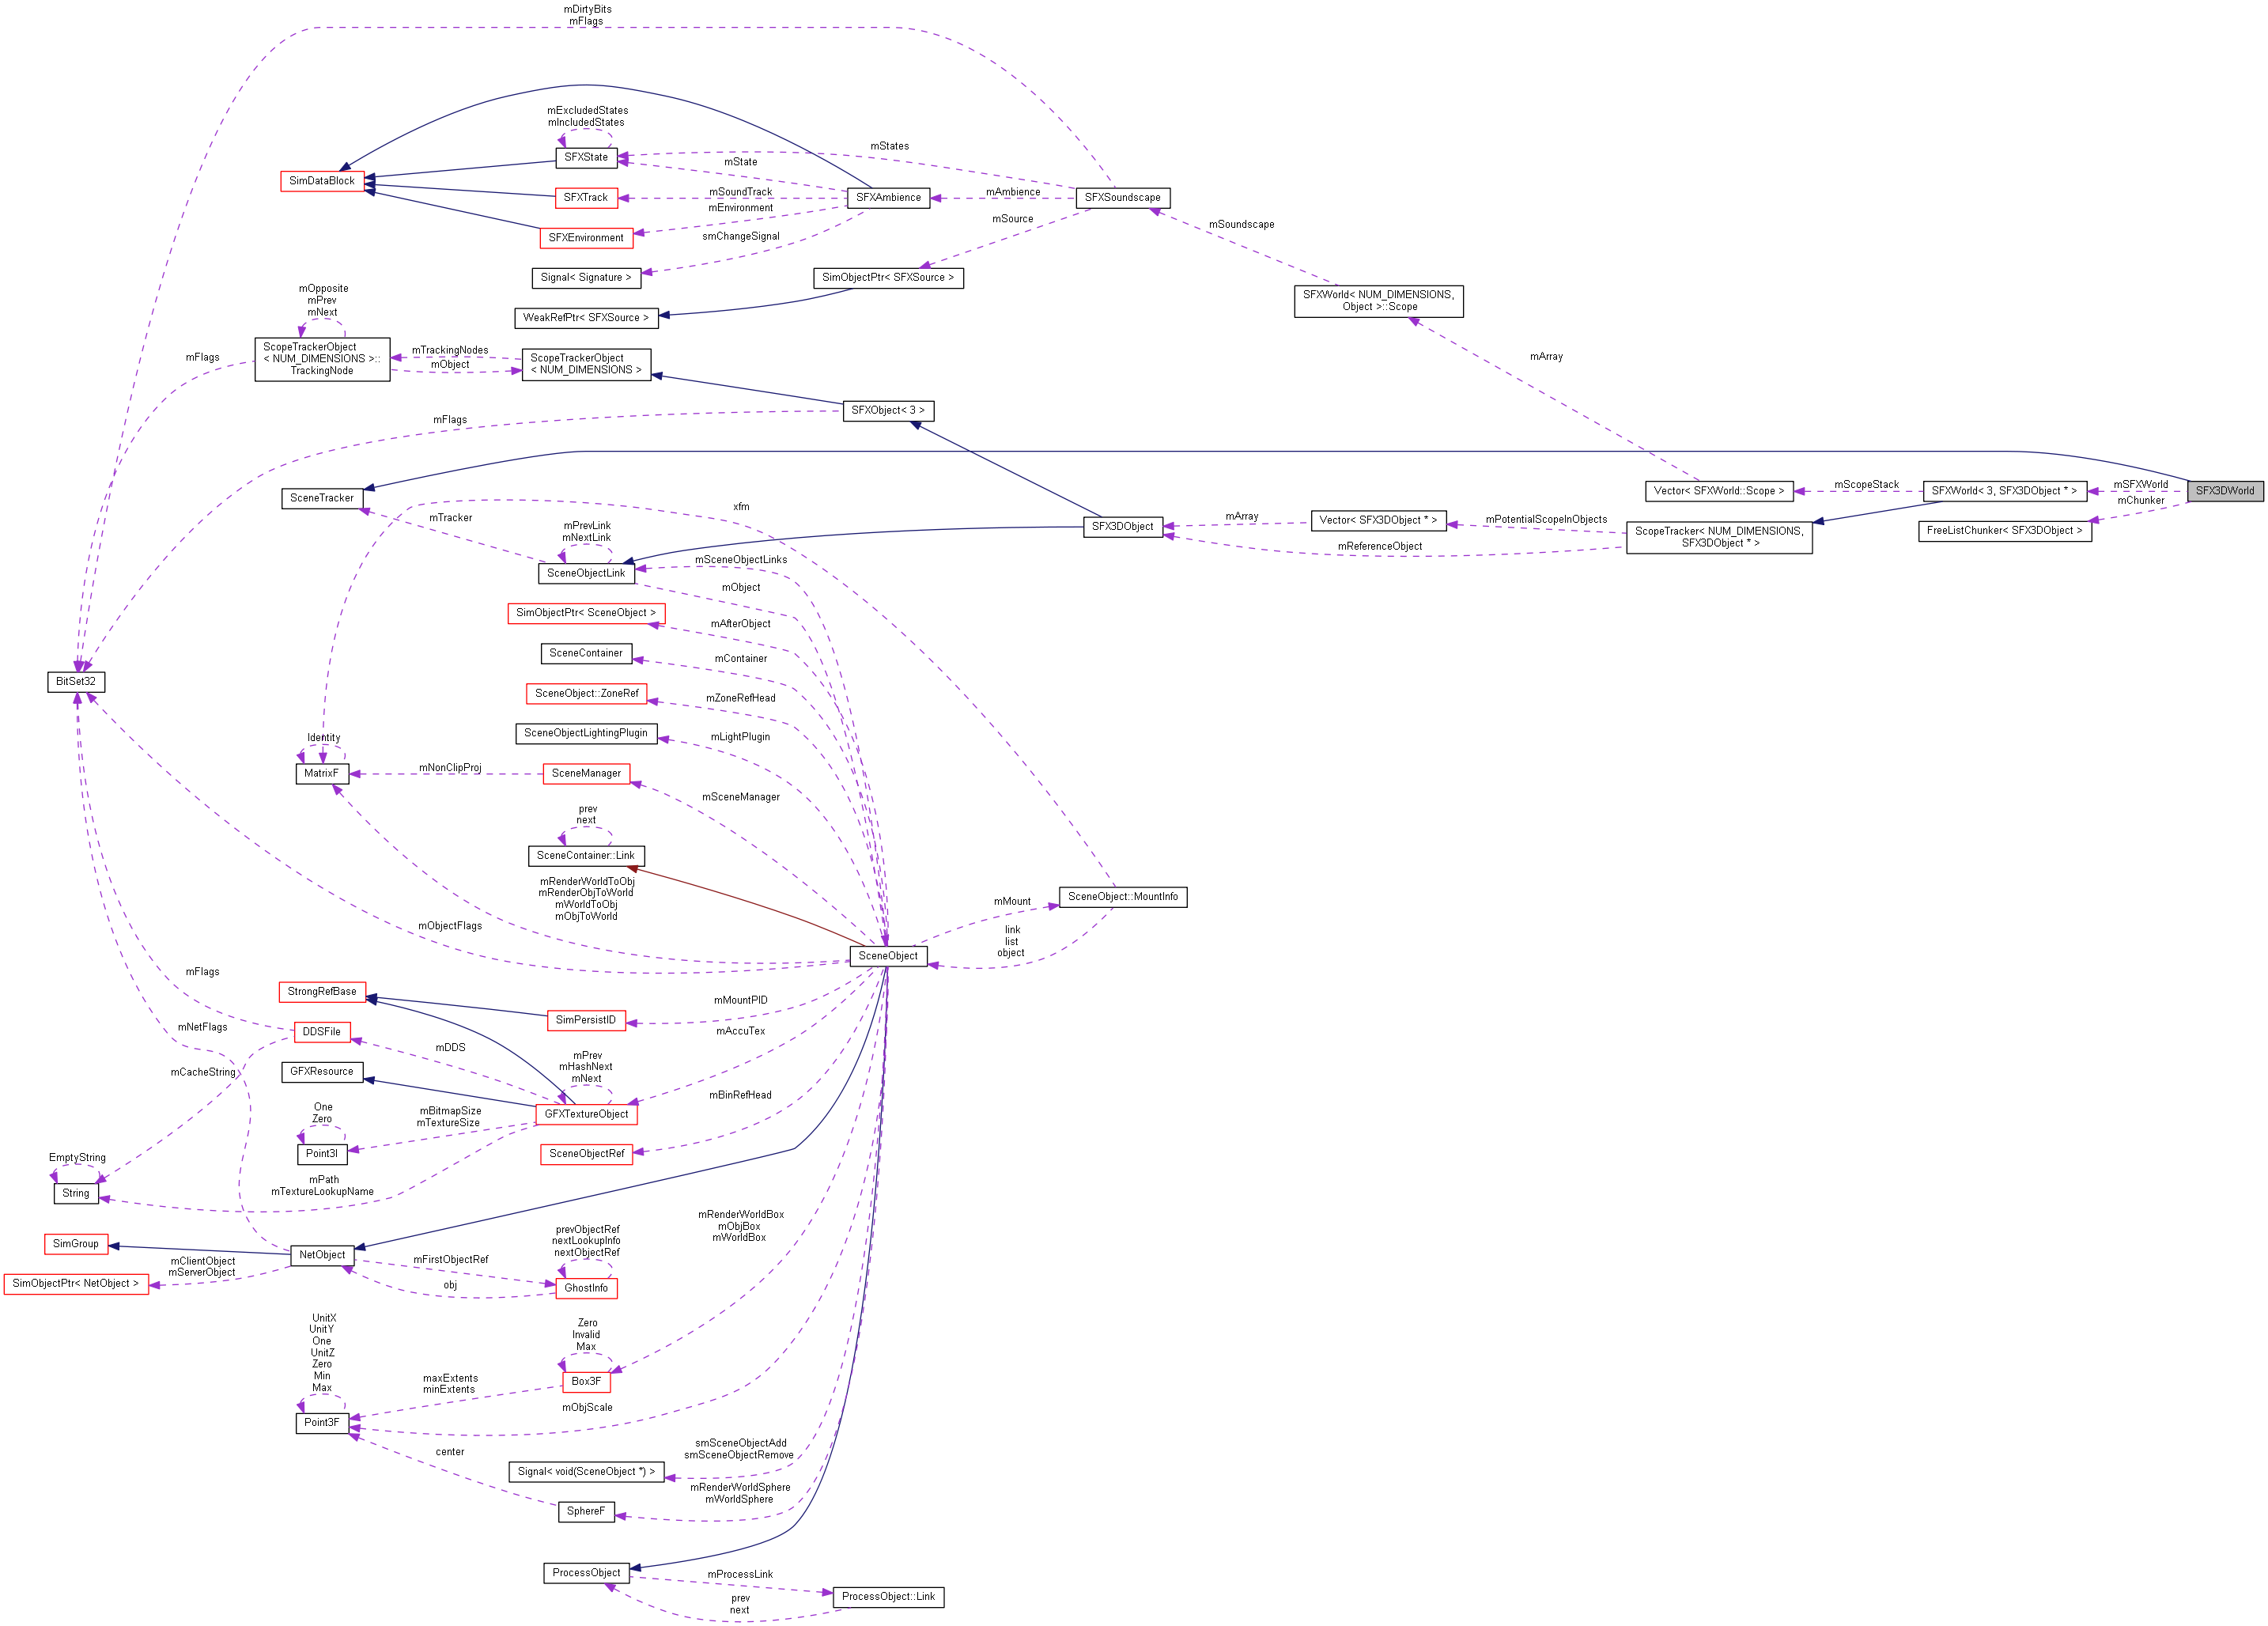 mDirtyBits
mFlags
mExcludedStates
mIncludedStates
SFXState
mStates
mState
SimDataBlock
SFXTrack
mSoundTrack
mEnvironment
SFXAmbience
mAmbience
SFXSoundscape
SFXEnvironment
smChangeSignal
mSource
mSoundscape
Signal< Signature >
SimObjectPtr< SFXSource >
SFXWorld< NUM_DIMENSIONS,
Object >::Scope
WeakRefPtr< SFXSource >
mOpposite
mPrev
mNext
ScopeTrackerObject
< NUM_DIMENSIONS >::
TrackingNode
mFlags
mTrackingNodes
mObject
ScopeTrackerObject
< NUM_DIMENSIONS >
mArray
SFXObject< 3 >
mFlags
SceneTracker
xfm
mTracker
mPrevLink
mNextLink
SceneObjectLink
SFX3DObject
mArray
Vector< SFX3DObject * >
mPotentialScopeInObjects
mReferenceObject
ScopeTracker< NUM_DIMENSIONS,
SFX3DObject * >
Vector< SFXWorld::Scope >
mScopeStack
SFXWorld< 3, SFX3DObject * >
mSFXWorld
mChunker
SFX3DWorld
FreeListChunker< SFX3DObject >
mSceneObjectLinks
mObject
SimObjectPtr< SceneObject >
mAfterObject
SceneContainer
mContainer
BitSet32
SceneObject::ZoneRef
mZoneRefHead
SceneObjectLightingPlugin
mLightPlugin
Identity
MatrixF
mNonClipProj
SceneManager
mSceneManager
prev
next
SceneContainer::Link
mRenderWorldToObj
mRenderObjToWorld
mWorldToObj
mObjToWorld
mObjectFlags
SceneObject
mMount
SceneObject::MountInfo
link
list
object
mFlags
StrongRefBase
mMountPID
SimPersistID
mNetFlags
DDSFile
mAccuTex
mDDS
mPrev
mHashNext
mNext
GFXResource
mCacheString
GFXTextureObject
mBinRefHead
One
Zero
Point3I
mBitmapSize
mTextureSize
SceneObjectRef
EmptyString
String
mPath
mTextureLookupName
mRenderWorldBox
mObjBox
mWorldBox
SimGroup
NetObject
mClientObject
mServerObject
SimObjectPtr< NetObject >
mFirstObjectRef
prevObjectRef
nextLookupInfo
nextObjectRef
GhostInfo
obj
UnitX
UnitY
One
UnitZ
Zero
Min
Max
Point3F
Zero
Invalid
Max
Box3F
maxExtents
minExtents
mObjScale
center
smSceneObjectAdd
smSceneObjectRemove
Signal< void(SceneObject *) >
mRenderWorldSphere
mWorldSphere
SphereF
ProcessObject
mProcessLink
ProcessObject::Link
prev
next